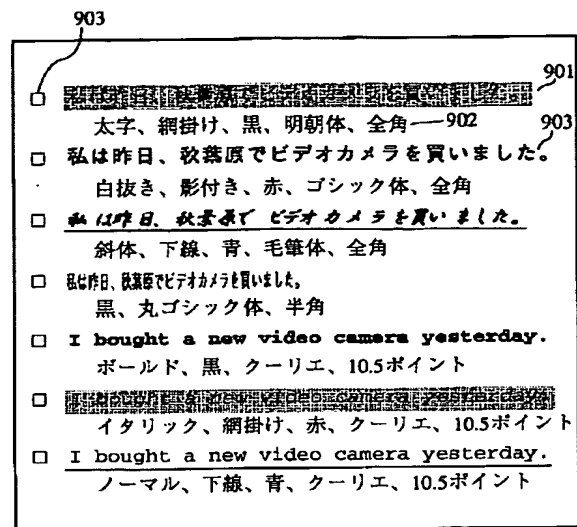 903
901
太字、網掛け、黒、明朝体、全角 902
私は昨日、秋葉原でビデオカメラを買いました。 903
白抜き、影付き、赤、ゴシック体、全角
私は昨日、秋葉原でビデオカメラを買いました。
斜体、下線、青、毛筆体、全角
私は昨日、秋葉原でビデオカメラを買いました。
黒、丸ゴシック体、半角
I bought a new video camera yesterday.
ボールド、黒、クーリエ、10.5ポイント
I bought a new video camera yesterday.
イタリック、網掛け、赤、クーリエ、10.5ポイント
I bought a new video camera yesterday.
ノーマル、下線、青、クーリエ、10.5ポイント